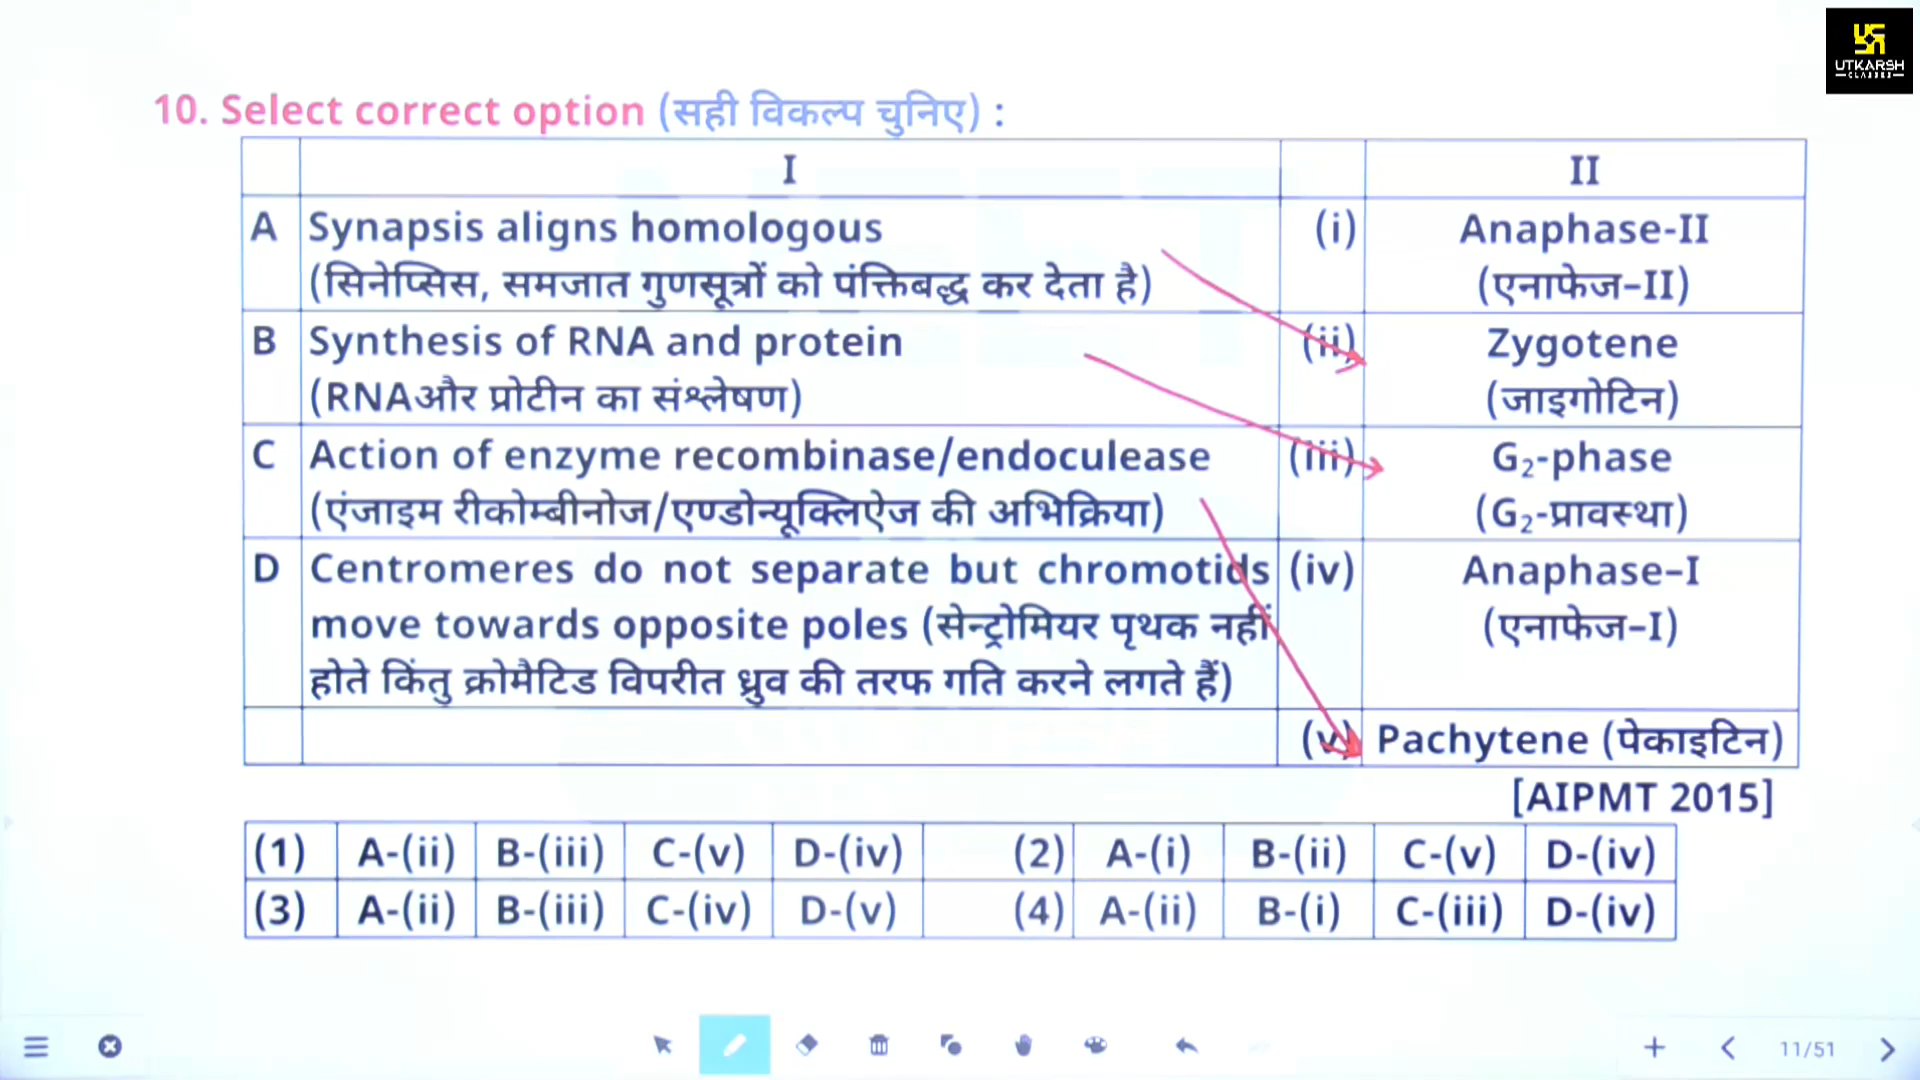 UTKARSH
CLASSES
10. Select correct option (सही विकल्प चुनिए) :
I II
A Synapsis aligns homologous (i) Anaphase-II
(सिनेप्सिस, समजात गुणसूत्रों को पंक्तिबद्ध कर देता है) (एनाफेज–II)
B Synthesis of RNA and protein (ii) Zygotene
(RNAऔर प्रोटीन का संश्लेषण) (जाइगोटिन)
C Action of enzyme recombinase/endoculease (iii) G₂-phase
(एंजाइम रीकोम्बीनोज/एण्डोन्यूक्लिऐज की अभिक्रिया) (G₂-प्रावस्था)
D Centromeres do not separate but chromotids (iv) Anaphase–I
move towards opposite poles (सेन्ट्रोमियर पृथक नहीं (एनाफेज–I)
होते किंतु क्रोमैटिड विपरीत ध्रुव की तरफ गति करने लगते हैं)
(v) Pachytene (पेकाइटिन)
[AIPMT 2015]
(1) A-(ii) B-(iii) C-(v) D-(iv) (2) A-(i) B-(ii) C-(v) D-(iv)
(3) A-(ii) B-(iii) C-(iv) D-(v) (4) A-(ii) B-(i) C-(iii) D-(iv)
11/51